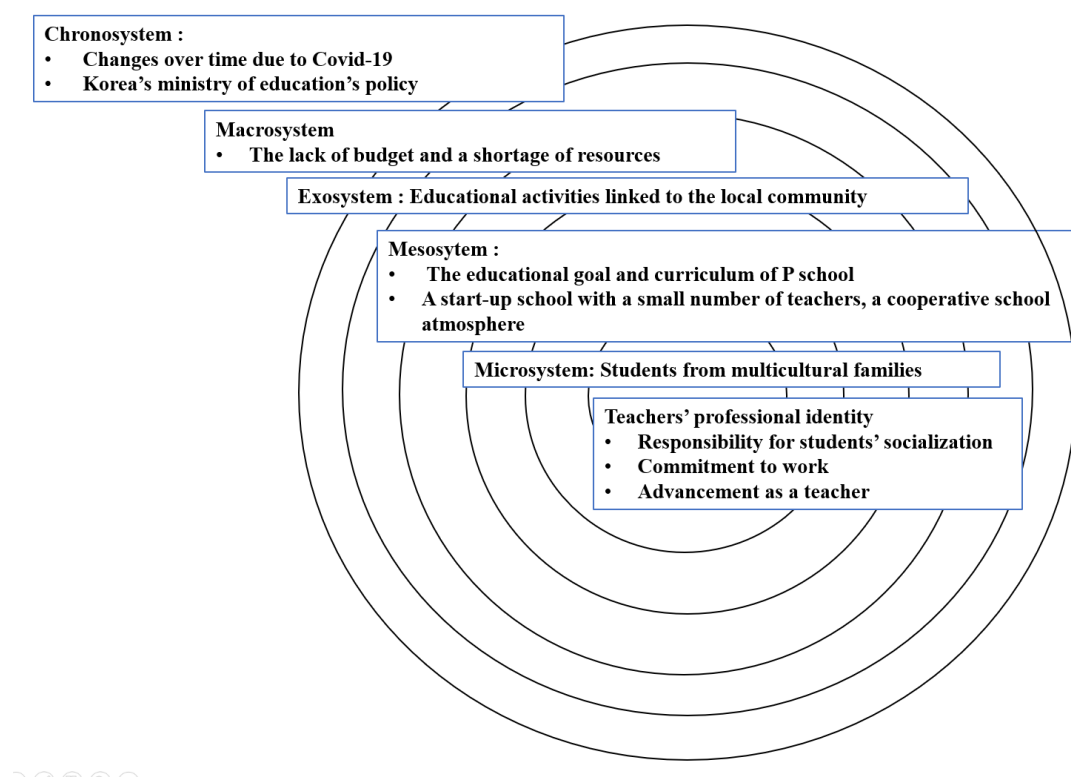 Chronosystem :
• Changes over time due to Covid-19
• Korea's ministry of education's policy
Macrosystem
• The lack of budget and a shortage of resources
Exosystem : Educational activities linked to the local community
Mesosytem :
• The educational goal and curriculum of P school
• A start-up school with a small number of teachers, a cooperative school
atmosphere
Microsystem: Students from multicultural families
Teachers' professional identity
• Responsibility for students' socialization
• Commitment to work
• Advancement as a teacher